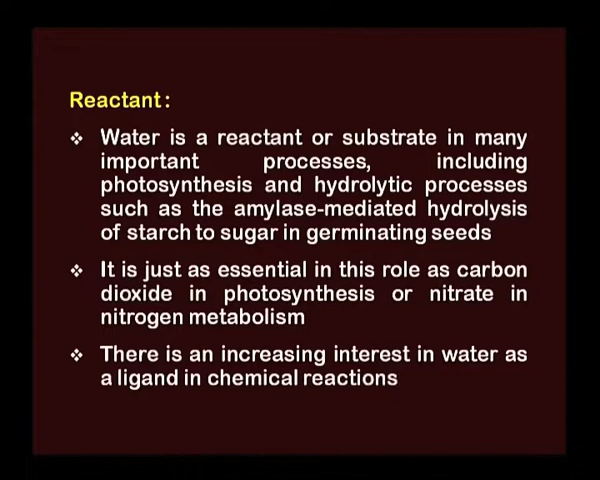 Reactant:
❖ Water is a reactant or substrate in many
important processes, including
photosynthesis and hydrolytic processes
such as the amylase-mediated hydrolysis
of starch to sugar in germinating seeds
❖ It is just as essential in this role as carbon
dioxide in photosynthesis or nitrate in
nitrogen metabolism
❖ There is an increasing interest in water as
a ligand in chemical reactions